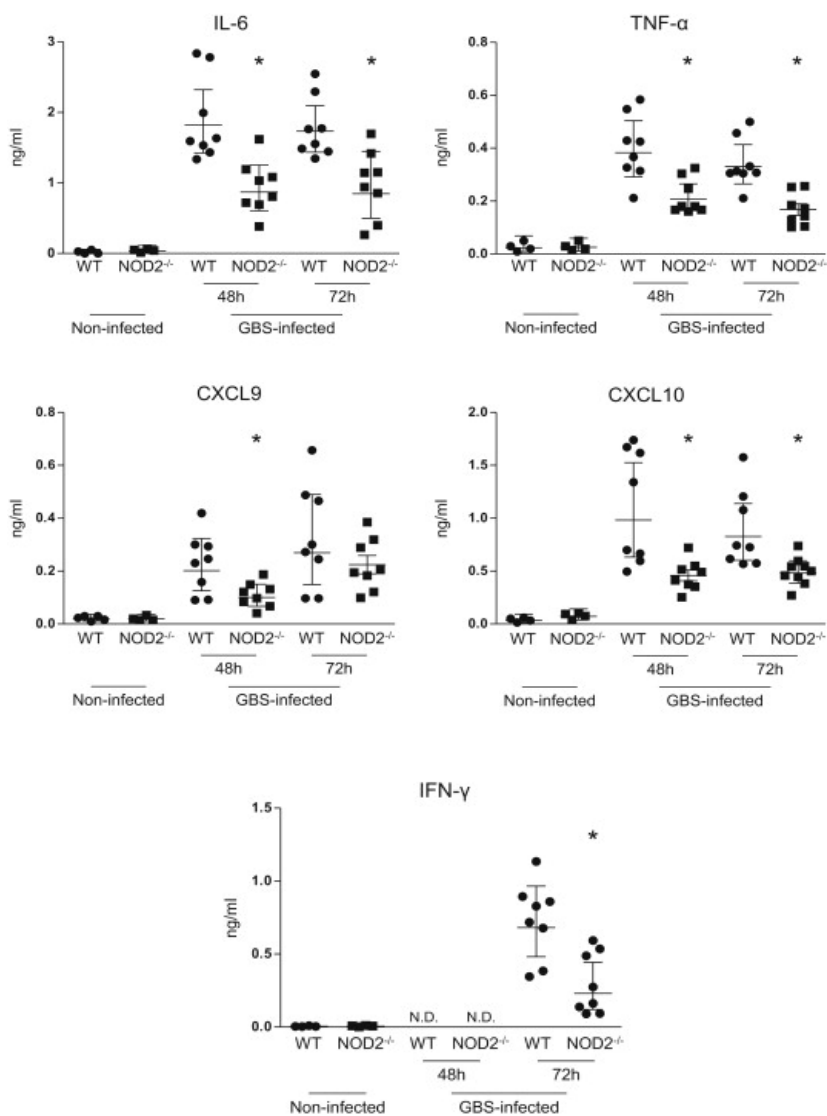 IL-6
3
*
*
2
ng/ml
1
0
WT NOD2-/- WT NOD2-/- WT NOD2-/-
48h 72h
Non-infected GBS-infected
TNF-α
0.8
*
*
0.6
ng/ml
0.4
0.2
0.0
WT NOD2-/- WT NOD2-/- WT NOD2-/-
48h 72h
Non-infected GBS-infected
CXCL9
0.8
*
0.6
ng/ml
0.4
0.2
0.0
WT NOD2-/- WT NOD2-/- WT NOD2-/-
48h 72h
Non-infected GBS-infected
CXCL10
2.0
*
*
1.5
ng/ml
1.0
0.5
0.0
WT NOD2-/- WT NOD2-/- WT NOD2-/-
48h 72h
Non-infected GBS-infected
IFN-γ
1.5
*
1.0
ng/ml
0.5
N.D. N.D.
0.0
WT NOD2-/- WT NOD2-/- WT NOD2-/-
48h 72h
Non-infected GBS-infected